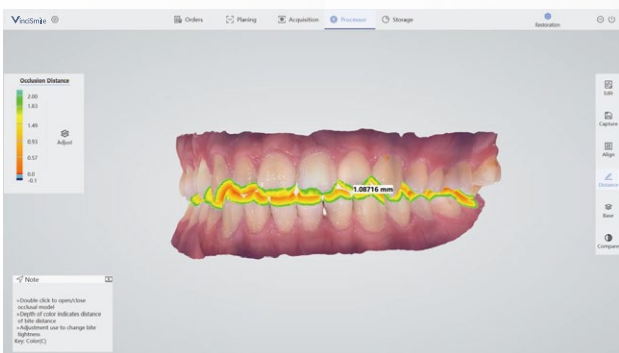 VinciSmile
Orders
Planing
Acquisition
Processor
Storage
Restoration
Occlusion Distance
2.00
1.83
1.49
0.93
0.57
0.0
-0.1
Adjust
1.08716 mm
Edit
Capture
Align
Distance
Base
Compare
Note
»Double click to open/close
occlusal model
»Depth of color indicates distance
of bite distance
»Adjustment use to change bite
tightness
Key: Color(C)